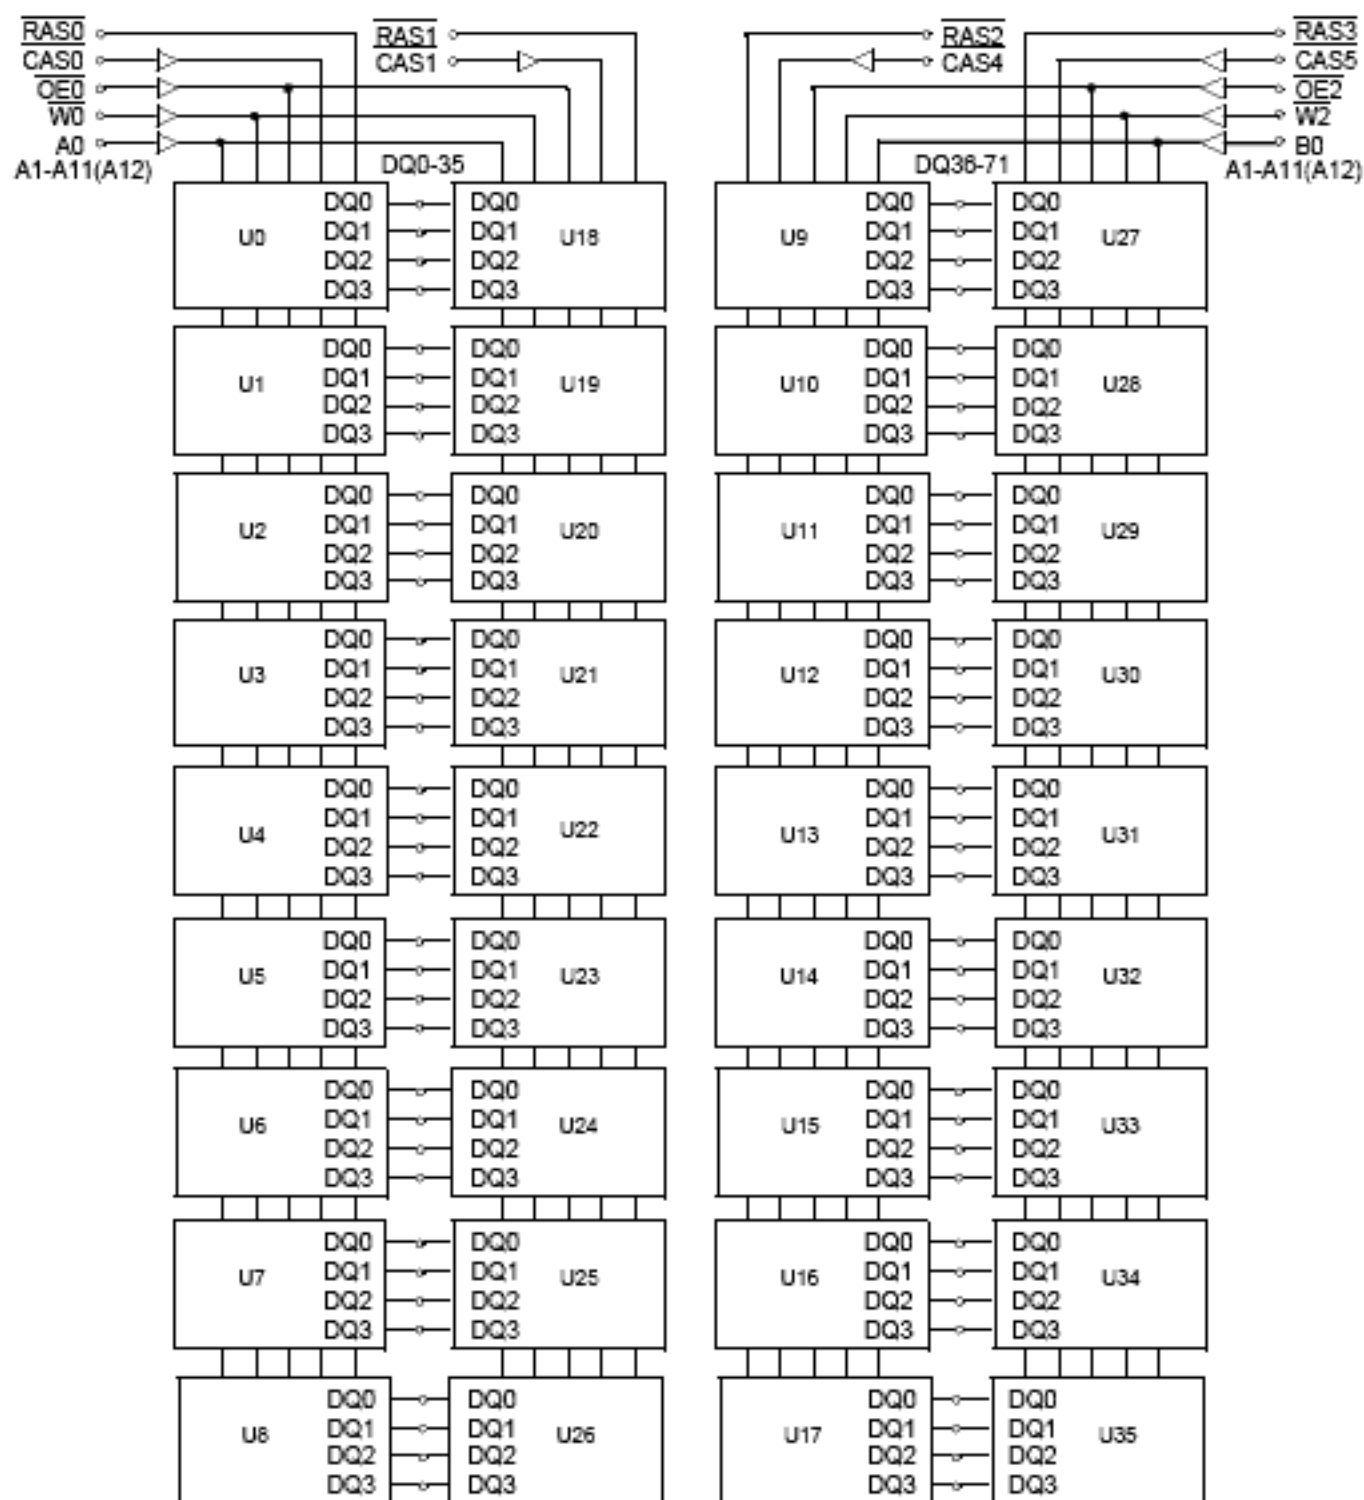 RAS0 RAS1 RAS2 RAS3
CAS0 CAS1 CAS4 CAS5
OE0 OE2
W0 W2
A0 B0
A1-A11(A12) DQ0-35 DQ36-71 A1-A11(A12)
DQ0 DQ0 DQ0 DQ0
U0 DQ1 DQ1 U18 U9 DQ1 DQ1 U27
DQ2 DQ2 DQ2 DQ2
DQ3 DQ3 DQ3 DQ3
DQ0 DQ0 DQ0 DQ0
U1 DQ1 DQ1 U19 U10 DQ1 DQ1 U28
DQ2 DQ2 DQ2 DQ2
DQ3 DQ3 DQ3 DQ3
DQ0 DQ0 DQ0 DQ0
U2 DQ1 DQ1 U20 U11 DQ1 DQ1 U29
DQ2 DQ2 DQ2 DQ2
DQ3 DQ3 DQ3 DQ3
DQ0 DQ0 DQ0 DQ0
U3 DQ1 DQ1 U21 U12 DQ1 DQ1 U30
DQ2 DQ2 DQ2 DQ2
DQ3 DQ3 DQ3 DQ3
DQ0 DQ0 DQ0 DQ0
U4 DQ1 DQ1 U22 U13 DQ1 DQ1 U31
DQ2 DQ2 DQ2 DQ2
DQ3 DQ3 DQ3 DQ3
DQ0 DQ0 DQ0 DQ0
U5 DQ1 DQ1 U23 U14 DQ1 DQ1 U32
DQ2 DQ2 DQ2 DQ2
DQ3 DQ3 DQ3 DQ3
DQ0 DQ0 DQ0 DQ0
U6 DQ1 DQ1 U24 U15 DQ1 DQ1 U33
DQ2 DQ2 DQ2 DQ2
DQ3 DQ3 DQ3 DQ3
DQ0 DQ0 DQ0 DQ0
U7 DQ1 DQ1 U25 U16 DQ1 DQ1 U34
DQ2 DQ2 DQ2 DQ2
DQ3 DQ3 DQ3 DQ3
DQ0 DQ0 DQ0 DQ0
U8 DQ1 DQ1 U26 U17 DQ1 DQ1 U35
DQ2 DQ2 DQ2 DQ2
DQ3 DQ3 DQ3 DQ3